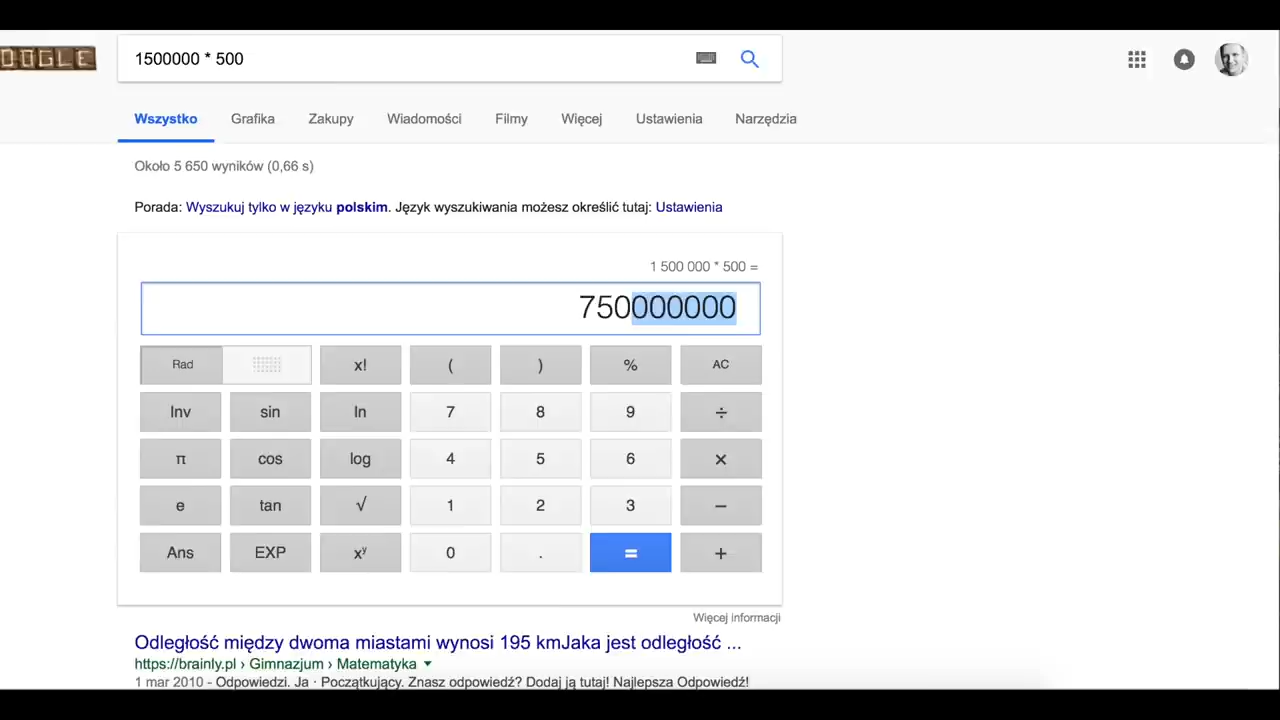 OOGLE
1500000 * 500
Wszystko Grafika Zakupy Wiadomości Filmy Więcej Ustawienia Narzędzia
Około 5 650 wyników (0,66 s)
Porada: Wyszukuj tylko w języku polskim. Język wyszukiwania możesz określić tutaj: Ustawienia
1 500 000 * 500 =
750000000
Rad x! ( ) % AC
Inv sin ln 7 8 9 ÷
π cos log 4 5 6 ×
e tan √ 1 2 3 −
Ans EXP xʸ 0 . = +
Więcej informacji
Odległość między dwoma miastami wynosi 195 kmJaka jest odległość ...
https://brainly.pl › Gimnazjum › Matematyka
1 mar 2010 - Odpowiedzi. Ja · Początkujący. Znasz odpowiedź? Dodaj ją tutaj! Najlepsza Odpowiedź!